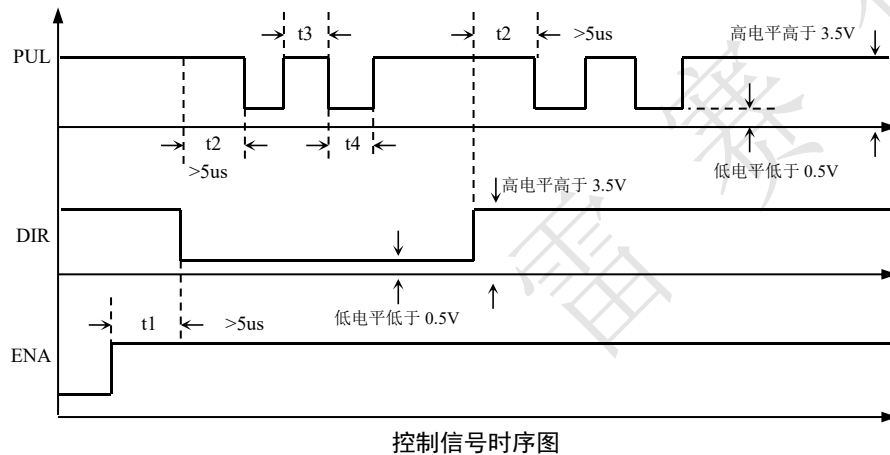 t3
t2
>5us
高电平高于 3.5V
PUL
t2
t4
>5us
低电平低于 0.5V
高电平高于 3.5V
DIR
低电平低于 0.5V
t1
>5us
ENA
控制信号时序图
雷赛